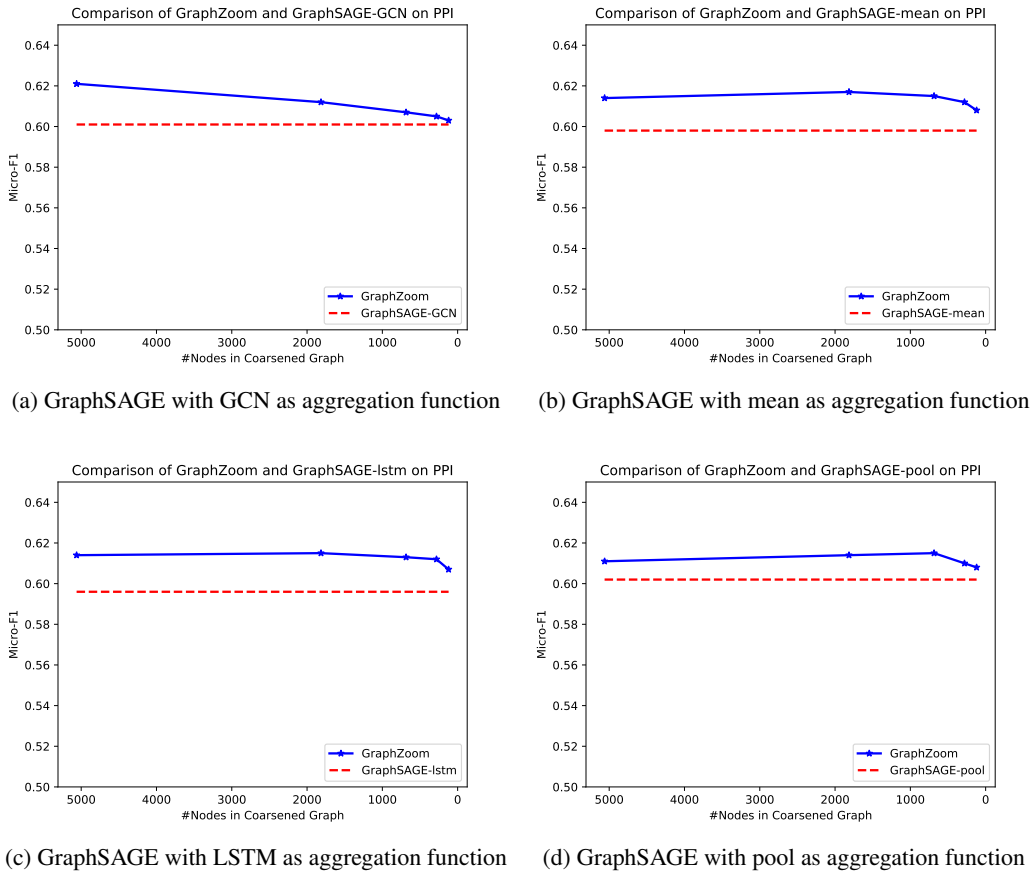 Comparison of GraphZoom and GraphSAGE-GCN on PPI
0.64
0.62
0.60
0.58
0.56
0.54
0.52
0.50
Micro-F1
GraphZoom
GraphSAGE-GCN
5000 4000 3000 2000 1000 0
#Nodes in Coarsened Graph
(a) GraphSAGE with GCN as aggregation function
Comparison of GraphZoom and GraphSAGE-mean on PPI
0.64
0.62
0.60
0.58
0.56
0.54
0.52
0.50
Micro-F1
GraphZoom
GraphSAGE-mean
5000 4000 3000 2000 1000 0
#Nodes in Coarsened Graph
(b) GraphSAGE with mean as aggregation function
Comparison of GraphZoom and GraphSAGE-lstm on PPI
0.64
0.62
0.60
0.58
0.56
0.54
0.52
0.50
Micro-F1
GraphZoom
GraphSAGE-lstm
5000 4000 3000 2000 1000 0
#Nodes in Coarsened Graph
(c) GraphSAGE with LSTM as aggregation function
Comparison of GraphZoom and GraphSAGE-pool on PPI
0.64
0.62
0.60
0.58
0.56
0.54
0.52
0.50
Micro-F1
GraphZoom
GraphSAGE-pool
5000 4000 3000 2000 1000 0
#Nodes in Coarsened Graph
(d) GraphSAGE with pool as aggregation function